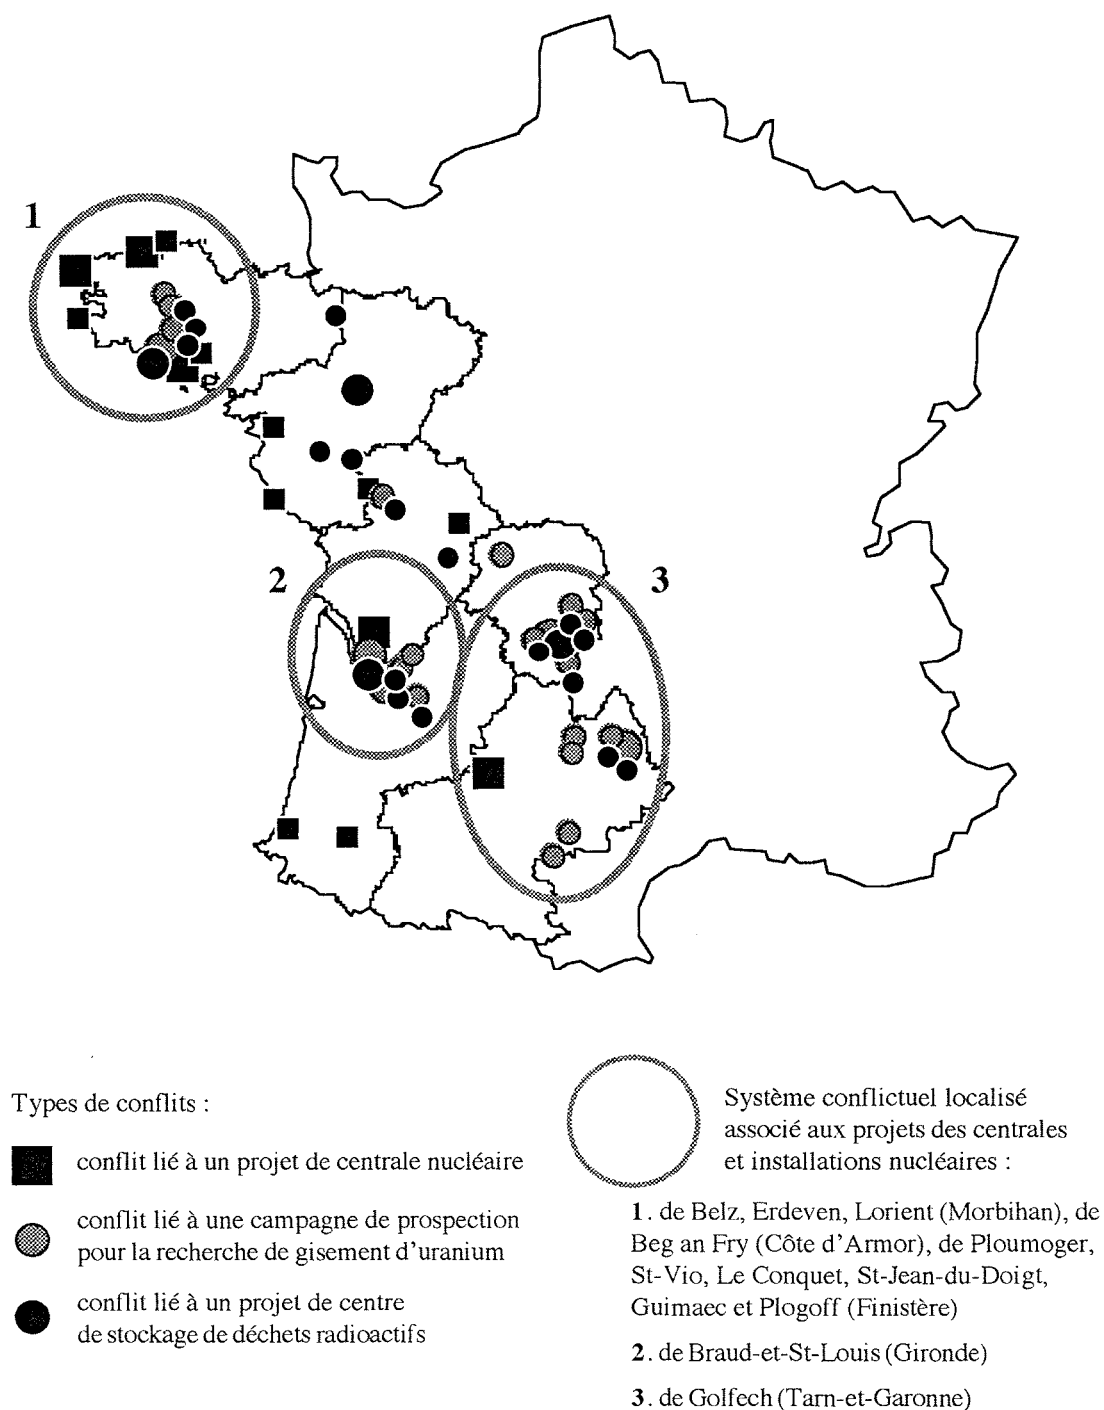 1
2
3
Types de conflits :
conflit lié à un projet de centrale nucléaire
conflit lié à une campagne de prospection
pour la recherche de gisement d'uranium
conflit lié à un projet de centre
de stockage de déchets radioactifs
Système conflictuel localisé
associé aux projets des centrales
et installations nucléaires :
1. de Belz, Erdeven, Lorient (Morbihan), de
Beg an Fry (Côte d'Armor), de Ploumoger,
St-Vio, Le Conquet, St-Jean-du-Doigt,
Guimaec et Plogoff (Finistère)
2. de Braud-et-St-Louis (Gironde)
3. de Golfech (Tarn-et-Garonne)